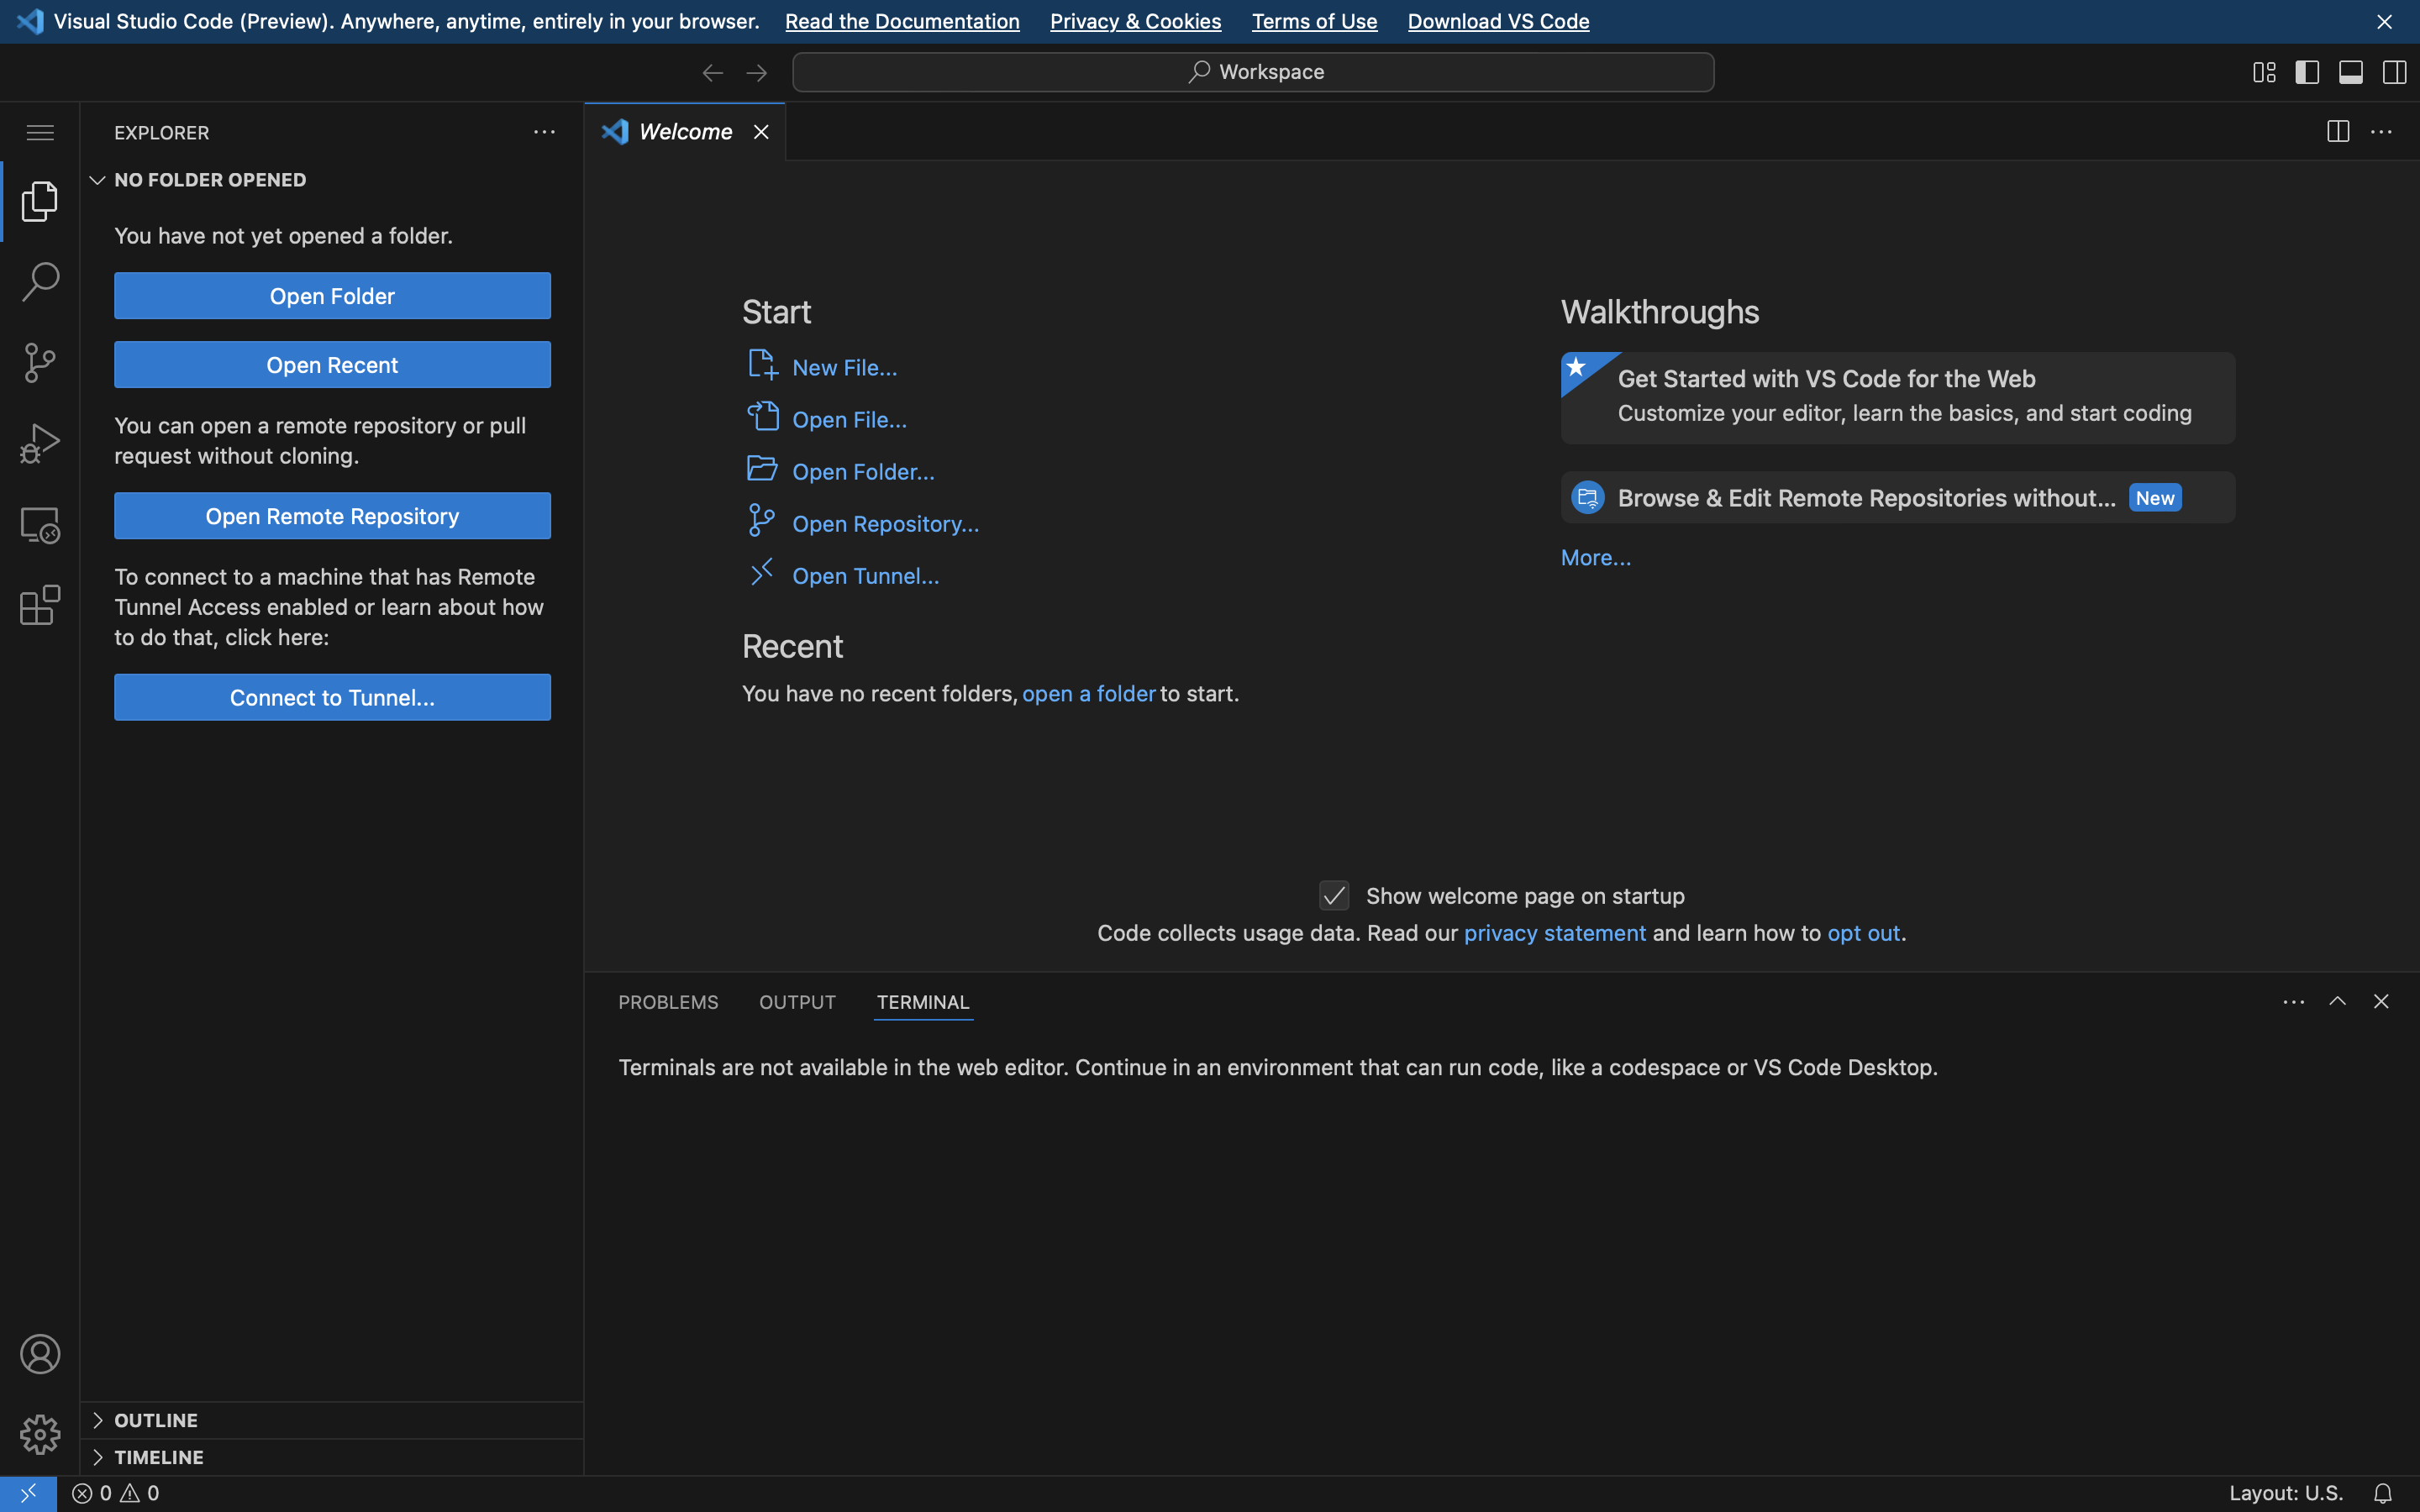 Visual Studio Code (Preview). Anywhere, anytime, entirely in your browser. Read the Documentation Privacy & Cookies Terms of Use Download VS Code
Workspace
EXPLORER
NO FOLDER OPENED
You have not yet opened a folder.
Open Folder
Open Recent
You can open a remote repository or pull
request without cloning.
Open Remote Repository
To connect to a machine that has Remote
Tunnel Access enabled or learn about how
to do that, click here:
Connect to Tunnel...
OUTLINE
TIMELINE
Welcome
Start
New File...
Open File...
Open Folder...
Open Repository...
Open Tunnel...
Recent
You have no recent folders, open a folder to start.
Walkthroughs
Get Started with VS Code for the Web
Customize your editor, learn the basics, and start coding
Browse & Edit Remote Repositories without... New
More...
Show welcome page on startup
Code collects usage data. Read our privacy statement and learn how to opt out.
PROBLEMS OUTPUT TERMINAL
Terminals are not available in the web editor. Continue in an environment that can run code, like a codespace or VS Code Desktop.
0 0
Layout: U.S.